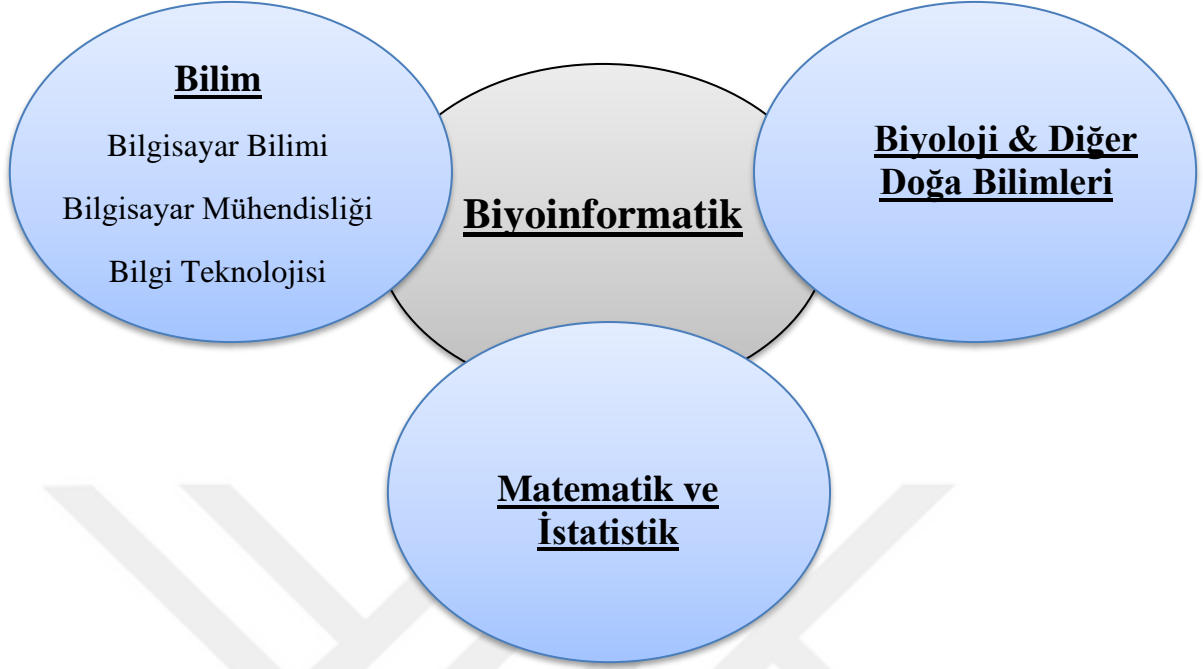 Bilim
Bilgisayar Bilimi
Bilgisayar Mühendisliği
Bilgi Teknolojisi
Biyoinformatik
Biyoloji & Diğer
Doğa Bilimleri
Matematik ve
İstatistik